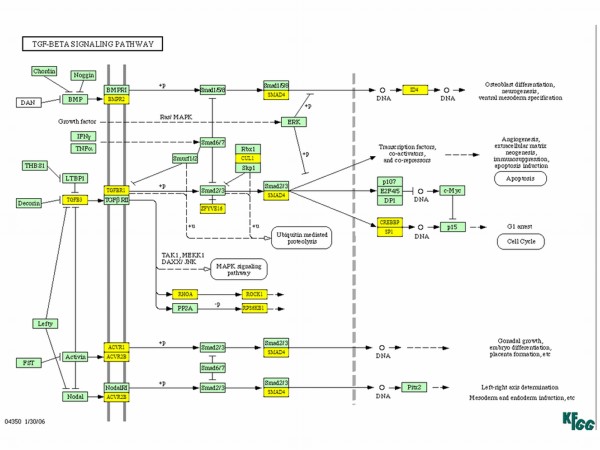 TGF-BETA SIGNALING PATHWAY
Chordin
Noggin
DAN
BMP
BMPRI
BMPR2
+p
Smad1/5/8
+p
Smad1/5/8
SMAD4
DNA
ID4
DNA
Osteoblast differentiation,
neurogenesis,
ventral mesoderm specification
Growth factor
Ras/ MAPK
ERK
IFNγ
TNFα
Smad6/7
Rbx1
CUL1
Skp1
Smurf1/2
+p
Transcription factors,
co-activators,
and co-repressors
Angiogenesis,
extracellular matrix
neogenesis,
immunosuppression,
apoptosis induction
Apoptosis
THBS1
LTBP1
Decorin
TGFB3
TGFBR1
TGFβRII
+p
Smad2/3
ZFYVE16
+p
Smad2/3
SMAD4
+u
+u
Ubiquitin mediated
proteolysis
p107
E2F4/5
DP1
DNA
c-Myc
CREBBP
SP1
DNA
p15
G1 arrest
Cell Cycle
TAK1, MEKK1
DAXX/ JNK
MAPK signaling
pathway
RHOA
ROCK1
PP2A
-p
RPS6KB1
Lefty
FST
Activin
ACVR1
ACVR2B
+p
Smad2/3
Smad2/3
SMAD4
DNA
Gonadal growth,
embryo differentiation,
placenta formation, etc
Smad6/7
Nodal
NodalRI
ACVR2B
+p
Smad2/3
Smad2/3
SMAD4
DNA
Pitx2
Left-right axis determination
Mesoderm and endoderm induction, etc
04350 1/30/06
KEGG